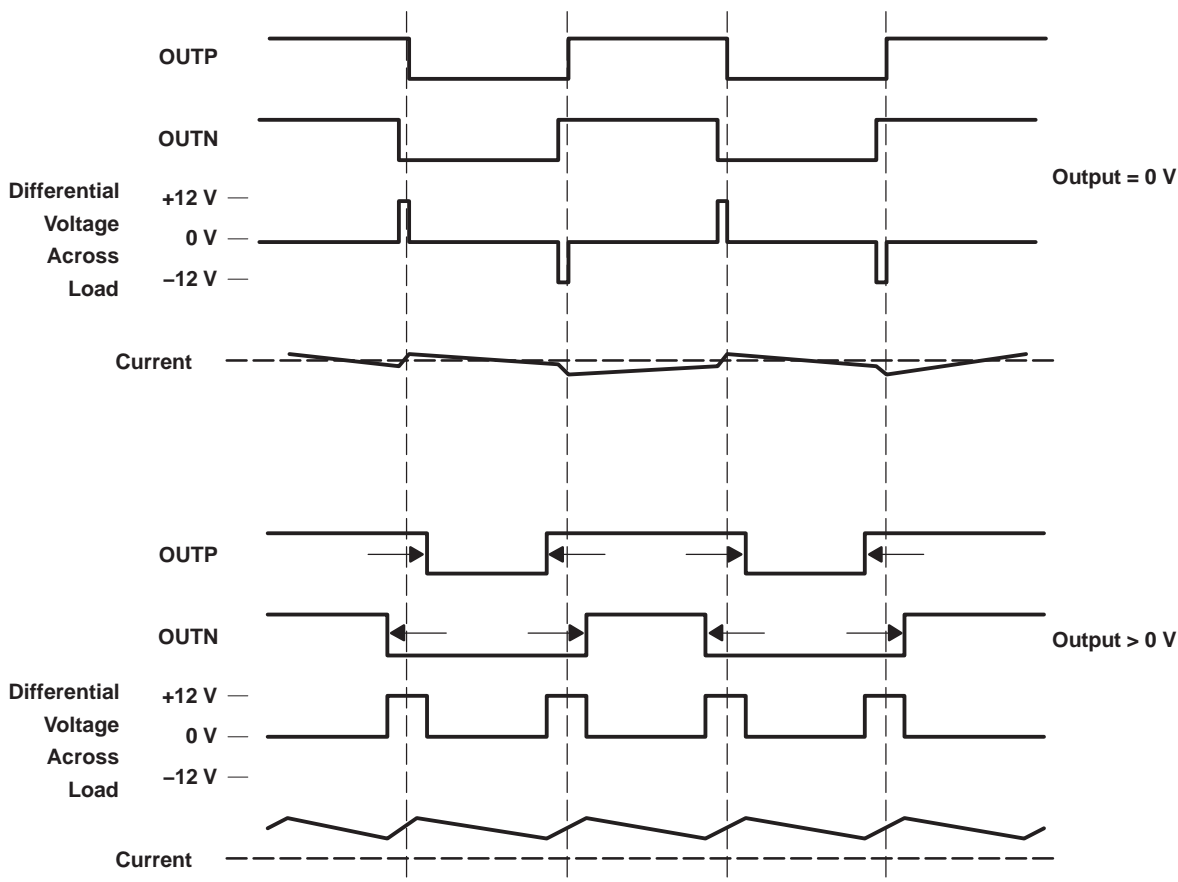 OUTP
OUTN
Output = 0 V
Differential
Voltage
Across
Load
+12 V
0 V
–12 V
Current
OUTP
OUTN
Output > 0 V
Differential
Voltage
Across
Load
+12 V
0 V
–12 V
Current